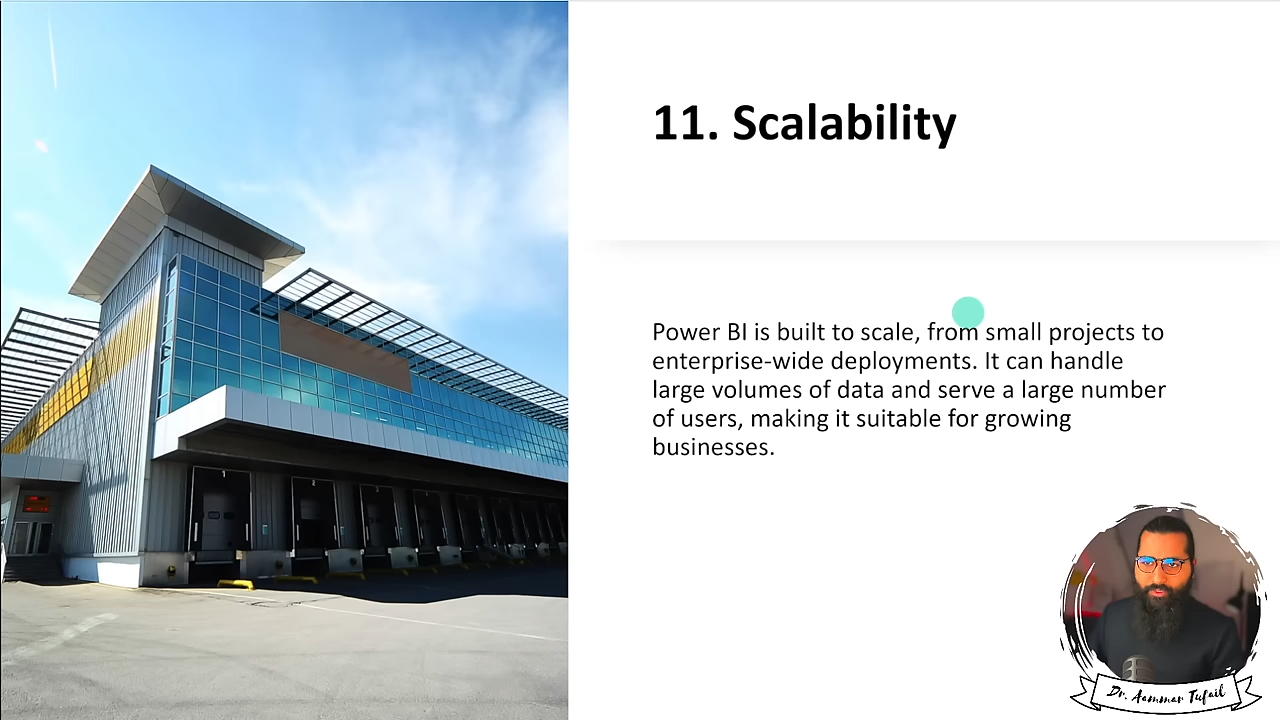 11. Scalability
Power BI is built to scale, from small projects to
enterprise-wide deployments. It can handle
large volumes of data and serve a large number
of users, making it suitable for growing
businesses.
Dr. Aammar Tufail